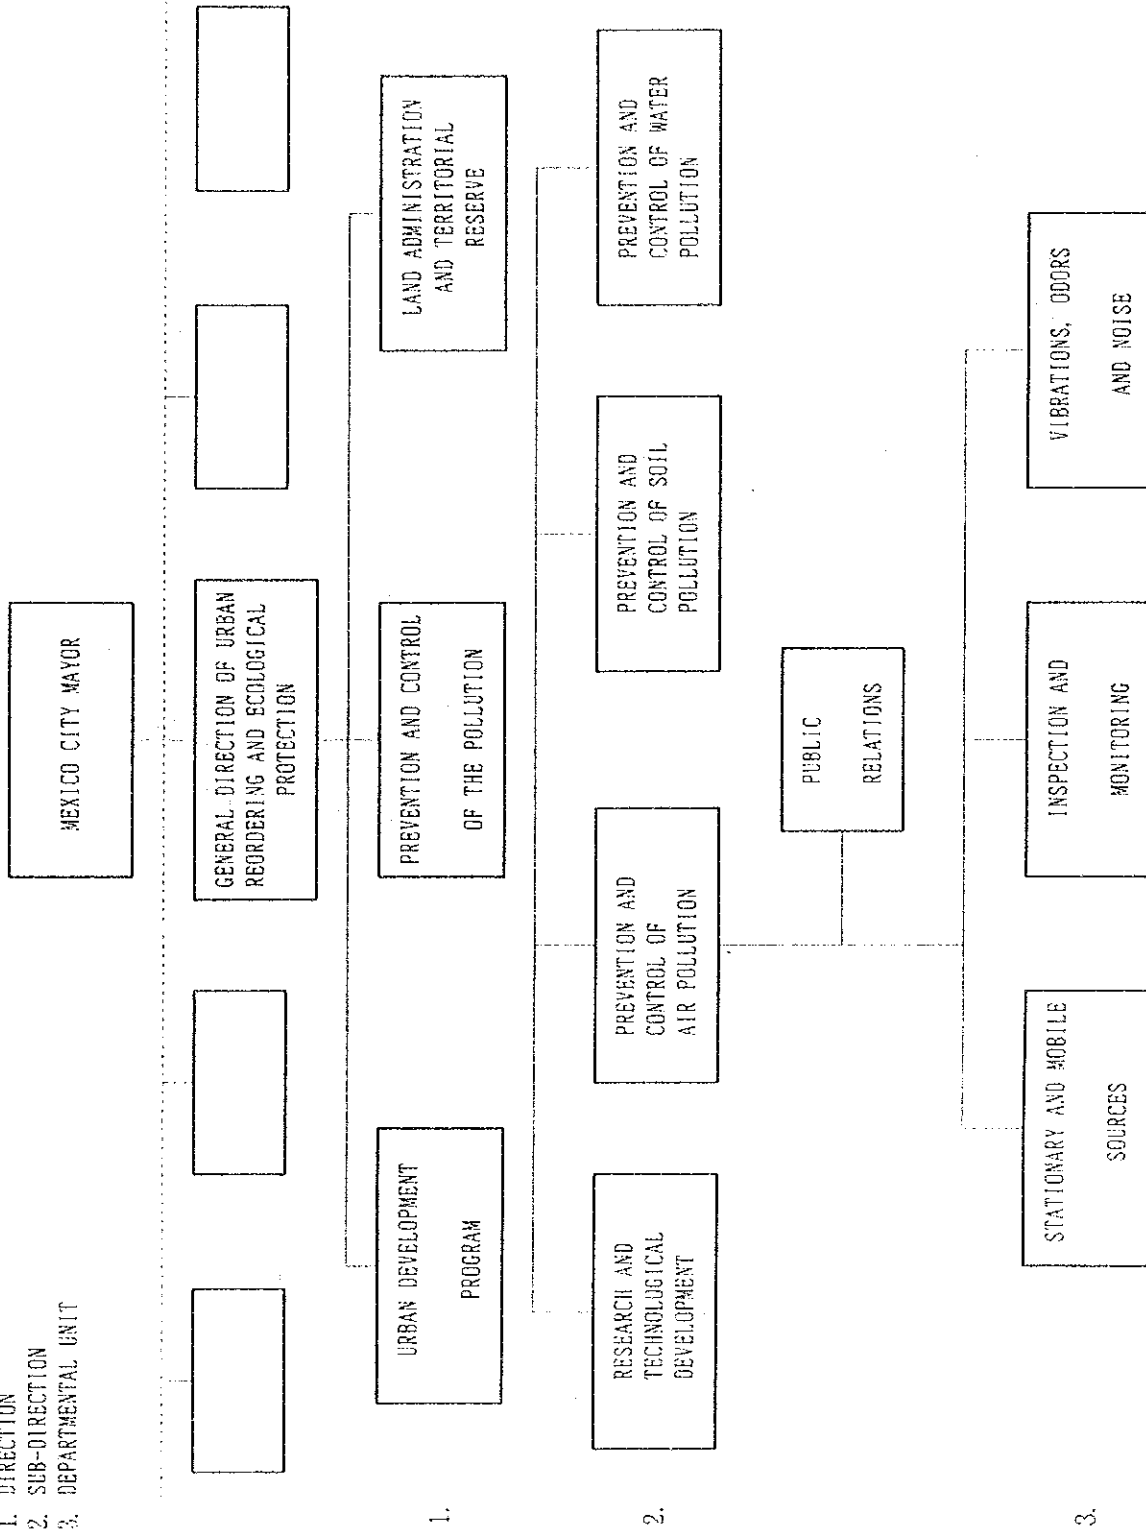 1. DIRECTION
2. SUB-DIRECTION
3. DEPARTMENTAL UNIT
MEXICO CITY MAYOR
GENERAL DIRECTION OF URBAN
REORDERING AND ECOLOGICAL
PROTECTION
1.
URBAN DEVELOPMENT
PROGRAM
PREVENTION AND CONTROL
OF THE POLLUTION
LAND ADMINISTRATION
AND TERRITORIAL
RESERVE
2.
RESEARCH AND
TECHNOLOGICAL
DEVELOPMENT
PREVENTION AND
CONTROL OF
AIR POLLUTION
PREVENTION AND
CONTROL OF SOIL
POLLUTION
PREVENTION AND
CONTROL OF WATER
POLLUTION
PUBLIC
RELATIONS
3.
STATIONARY AND MOBILE
SOURCES
INSPECTION AND
MONITORING
VIBRATIONS, ODORS
AND NOISE